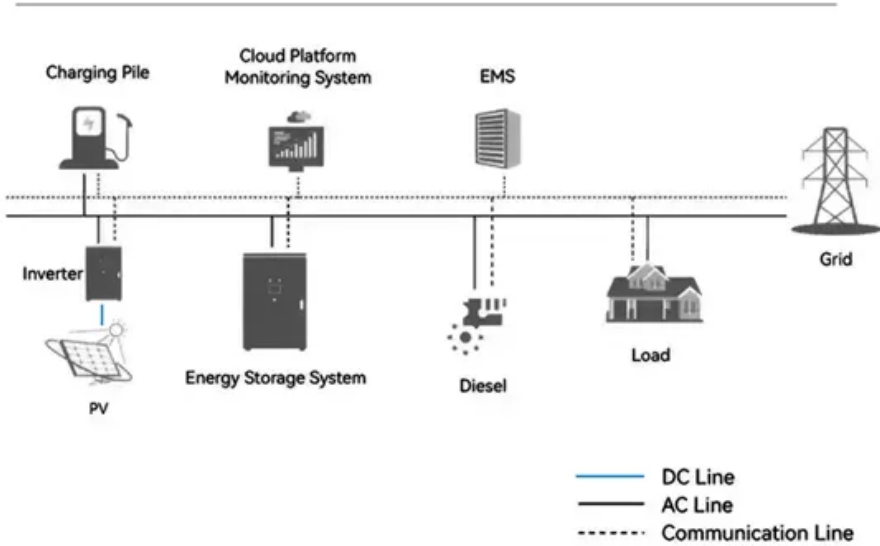 Charging Pile
Cloud Platform
Monitoring System
EMS
Inverter
Grid
Energy Storage System
Load
Diesel
PV
DC Line
AC Line
Communication Line